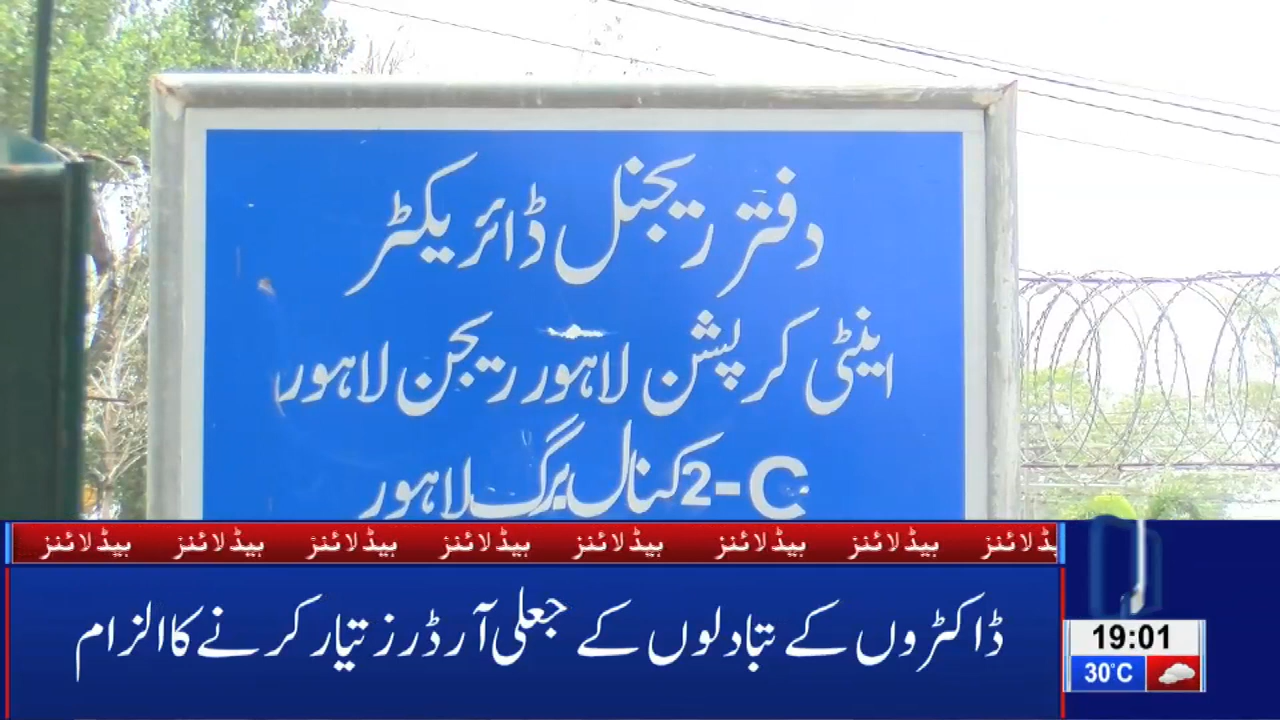 دفتر ریجنل ڈائریکٹر
اینٹی کرپشن لاہور ریجن لاہور
2-C کنال برگ لاہور
ہیڈلائنز ہیڈلائنز ہیڈلائنز ہیڈلائنز ہیڈلائنز ہیڈلائنز ہیڈلائنز ہیڈلائنز
ڈاکٹروں کے تبادلوں کے جعلی آرڈرز تیار کرنے کا الزام
19:01
30°C